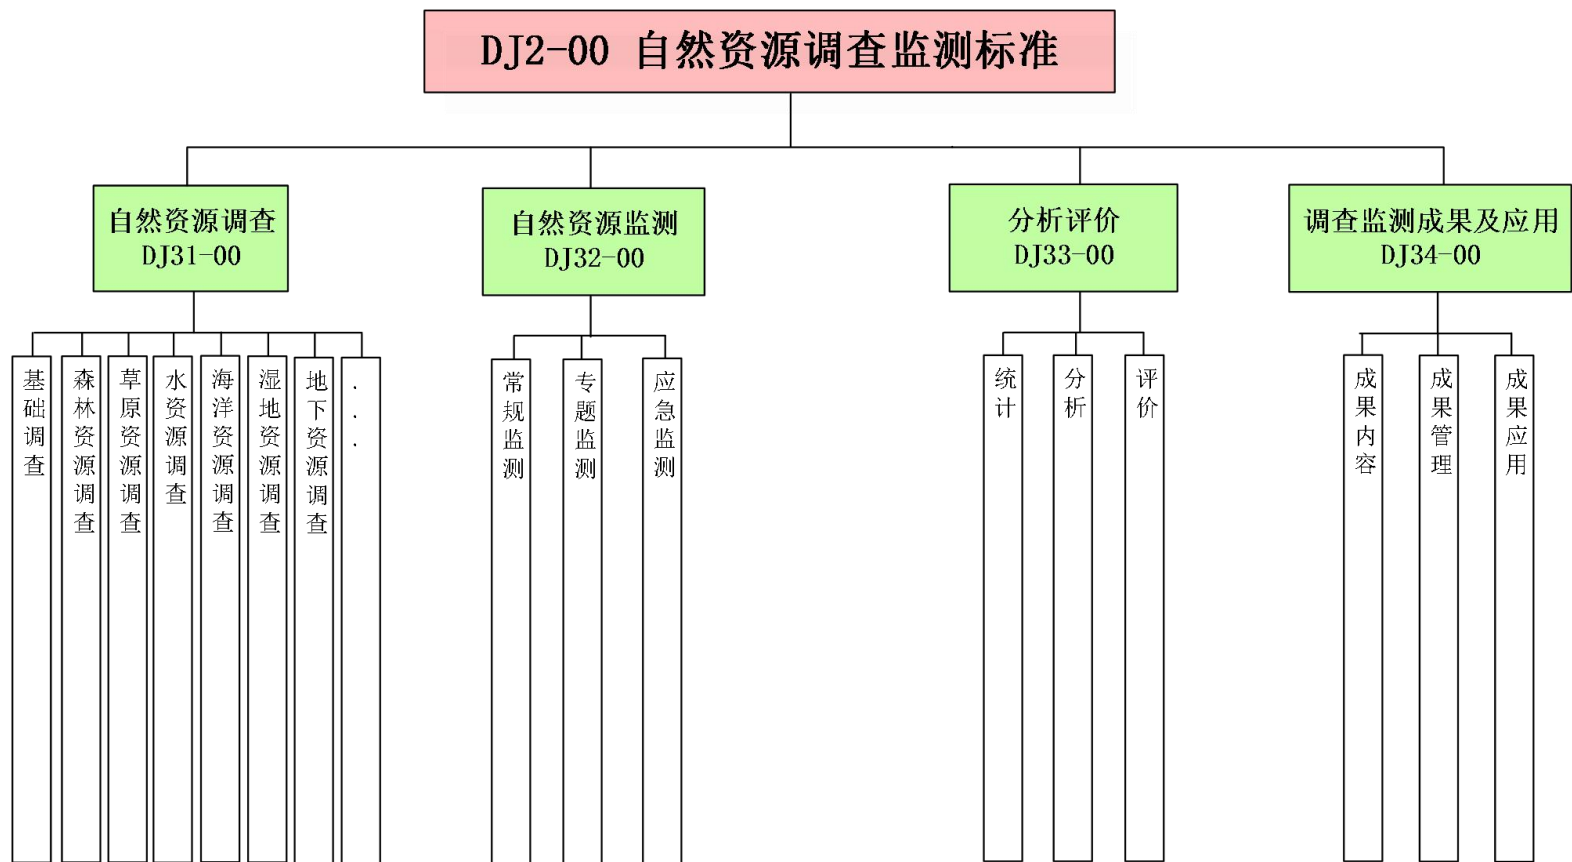 DJ2-00 自然资源调查监测标准
自然资源调查
DJ31-00
自然资源监测
DJ32-00
分析评价
DJ33-00
调查监测成果及应用
DJ34-00
基础调查
森林资源调查
草原资源调查
水资源调查
海洋资源调查
湿地资源调查
地下资源调查
...
常规监测
专题监测
应急监测
统计
分析
评价
成果内容
成果管理
成果应用